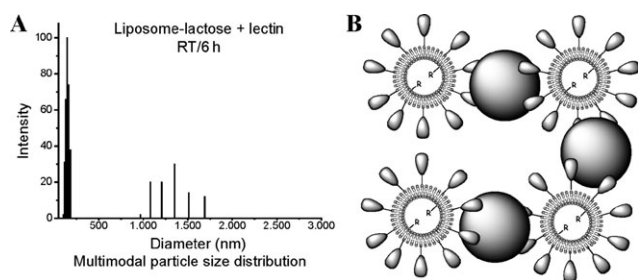 A
Liposome-lactose + lectin
RT/6 h
Intensity
100
80
60
40
20
0
500 1.000 1.500 2.000 2.500 3.000
Diameter (nm)
Multimodal particle size distribution
B
R R
R R
R R
R R